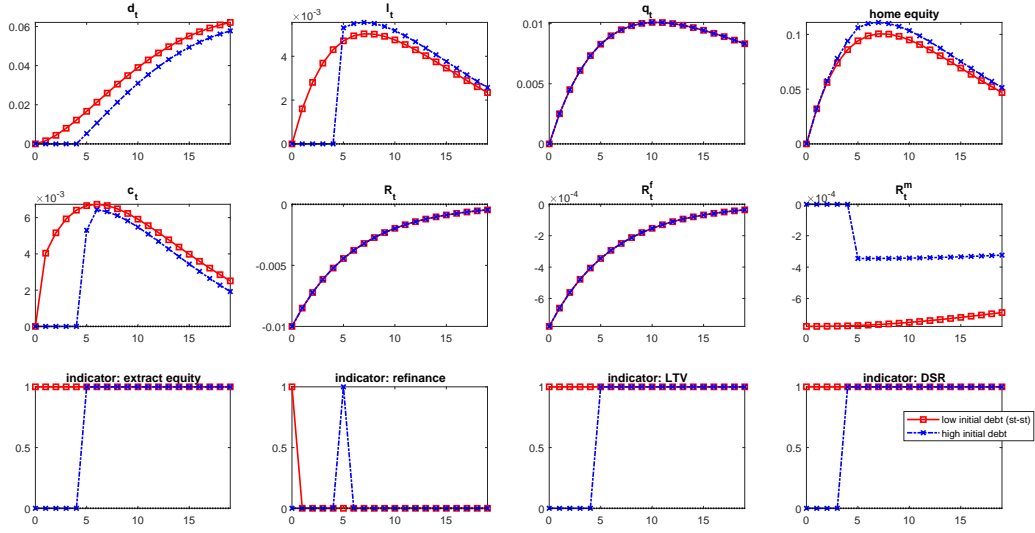 d_t
l_t
q_t
home equity
×10^-3
0.06
0.04
0.02
0
0 5 10 15
4
2
0
0 5 10 15
0.01
0.005
0
0 5 10 15
0.1
0.05
0
0 5 10 15
c_t
R_t
R_t^f
R_t^m
×10^-3
×10^-4
×10^-4
6
4
2
0
0 5 10 15
0
-0.005
-0.01
0 5 10 15
0
-2
-4
-6
0 5 10 15
0
-2
-4
-6
0 5 10 15
indicator: extract equity
indicator: refinance
indicator: LTV
indicator: DSR
1
0.5
0
0 5 10 15
1
0.5
0
0 5 10 15
1
0.5
0
0 5 10 15
1
0.5
0
0 5 10 15
low initial debt (st-st)
high initial debt